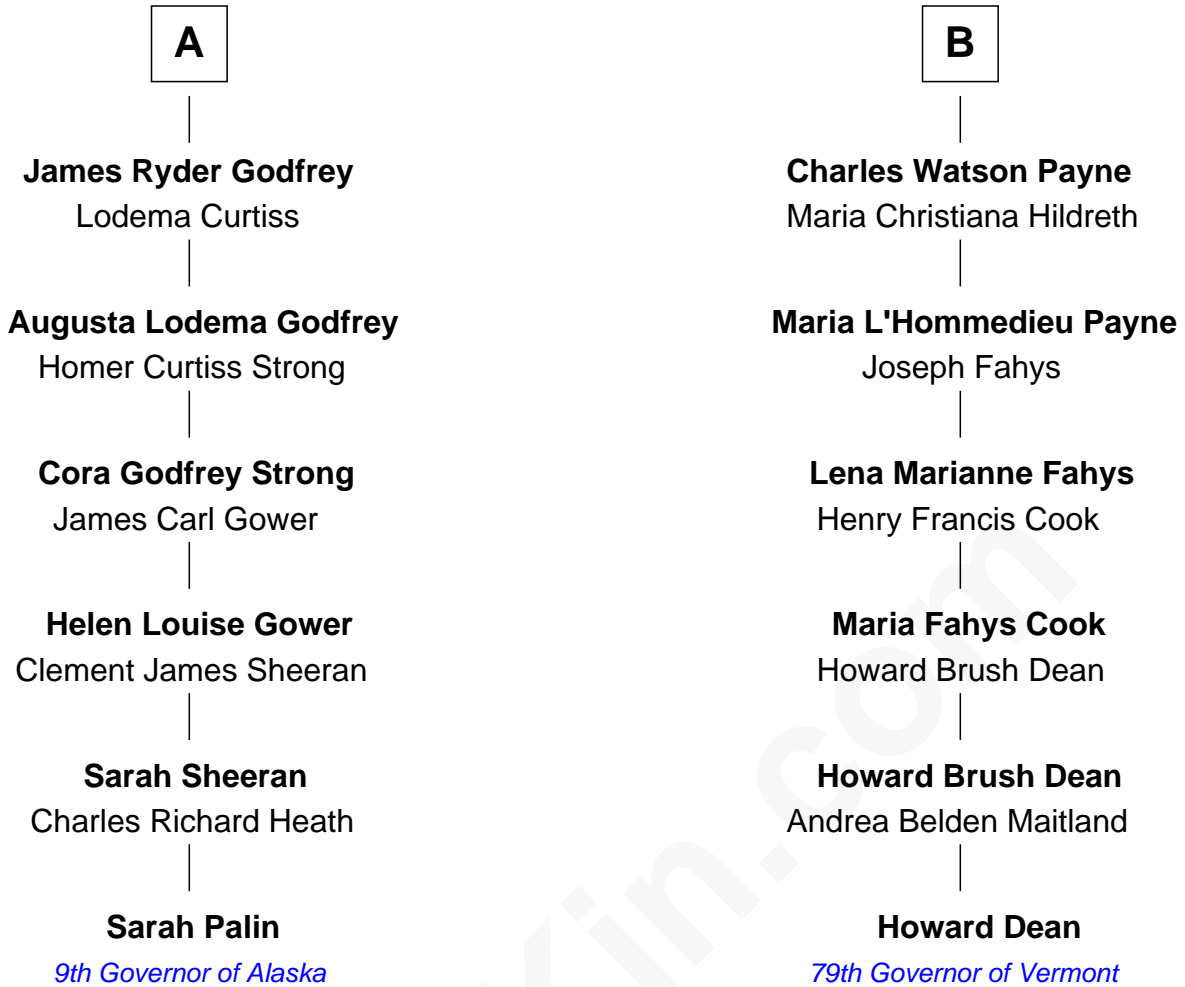 A
James Ryder Godfrey
Lodema Curtiss
Augusta Lodema Godfrey
Homer Curtiss Strong
Cora Godfrey Strong
James Carl Gower
Helen Louise Gower
Clement James Sheeran
Sarah Sheeran
Charles Richard Heath
Sarah Palin
9th Governor of Alaska
B
Charles Watson Payne
Maria Christiana Hildreth
Maria L'Hommedieu Payne
Joseph Fahys
Lena Marianne Fahys
Henry Francis Cook
Maria Fahys Cook
Howard Brush Dean
Howard Brush Dean
Andrea Belden Maitland
Howard Dean
79th Governor of Vermont
Kin.com